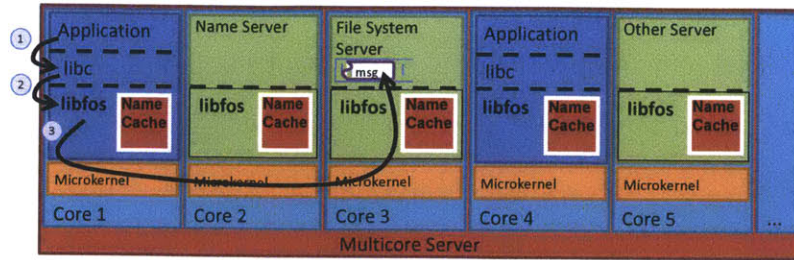 1
2
3
Application
libc
libfos
Name
Cache
Microkernel
Core 1
Name Server
libfos
Name
Cache
Microkernel
Core 2
File System
Server
msg
libfos
Name
Cache
Microkernel
Core 3
Application
libc
libfos
Name
Cache
Microkernel
Core 4
Other Server
libfos
Name
Cache
Microkernel
Core 5
...
Multicore Server